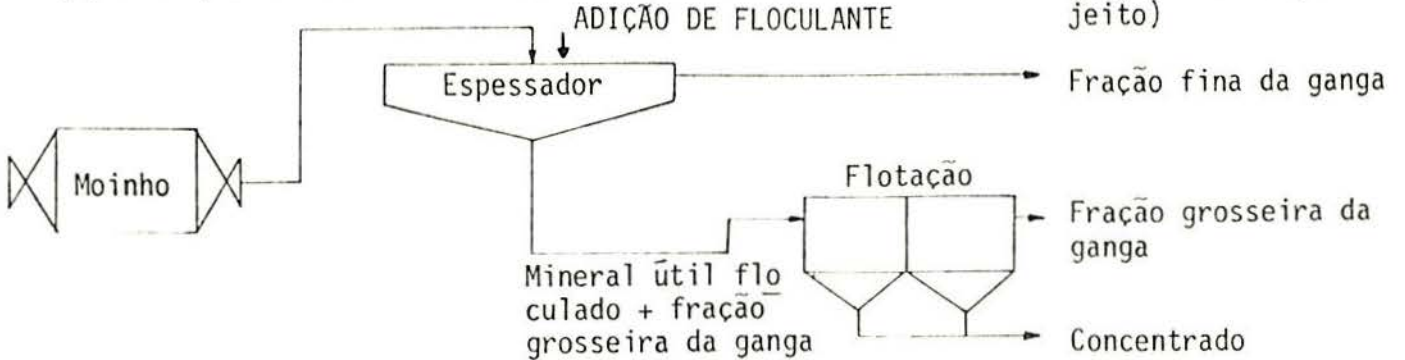 ADIÇÃO DE FLOCULANTE
jeito)
Espessador
Fração fina da ganga
Moinho
Flotação
Fração grosseira da
ganga
Mineral útil flo
culado + fração
grosseira da ganga
Concentrado